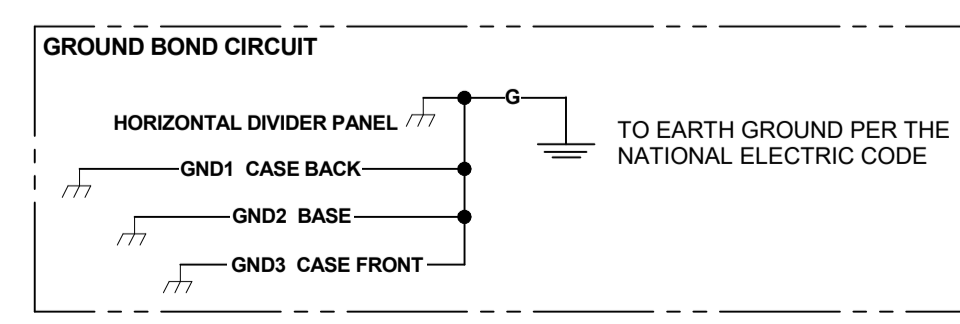 GROUND BOND CIRCUIT
G
HORIZONTAL DIVIDER PANEL
TO EARTH GROUND PER THE
NATIONAL ELECTRIC CODE
GND1 CASE BACK
GND2 BASE
GND3 CASE FRONT